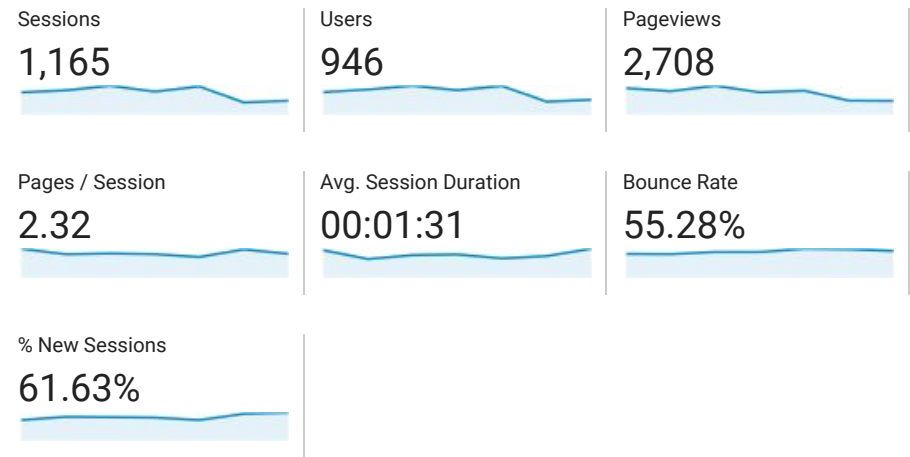 Sessions
1,165
Users
946
Pageviews
2,708
Pages / Session
2.32
Avg. Session Duration
00:01:31
Bounce Rate
55.28%
% New Sessions
61.63%